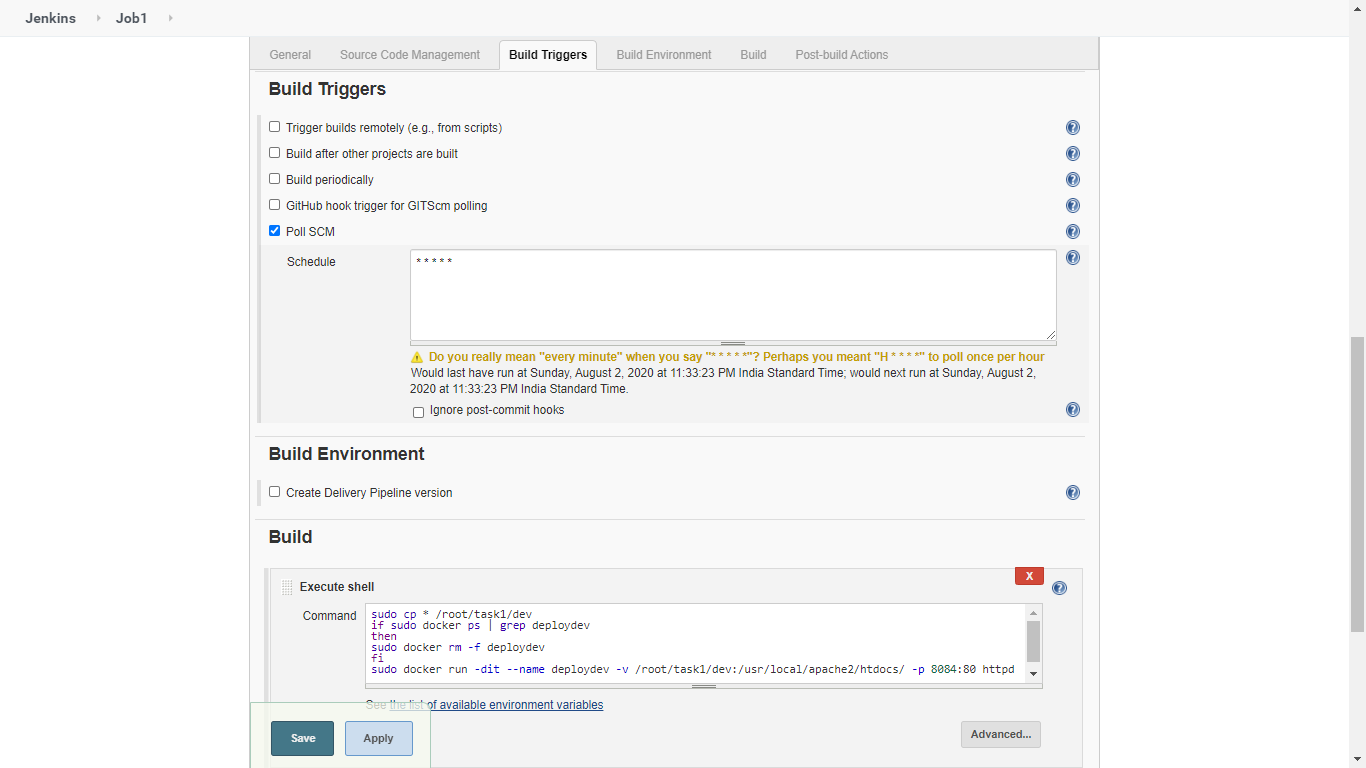 Jenkins Job1
General Source Code Management Build Triggers Build Environment Build Post-build Actions
Build Triggers
Trigger builds remotely (e.g., from scripts)
Build after other projects are built
Build periodically
GitHub hook trigger for GITScm polling
Poll SCM
Schedule
* * * * *
Do you really mean "every minute" when you say "* * * * *"? Perhaps you meant "H * * * *" to poll once per hour
Would last have run at Sunday, August 2, 2020 at 11:33:23 PM India Standard Time; would next run at Sunday, August 2,
2020 at 11:33:23 PM India Standard Time.
Ignore post-commit hooks
Build Environment
Create Delivery Pipeline version
Build
X
Execute shell
Command
sudo cp * /root/task1/dev
if sudo docker ps | grep deploydev
then
sudo docker rm -f deploydev
fi
sudo docker run -dit --name deploydev -v /root/task1/dev:/usr/local/apache2/htdocs/ -p 8084:80 httpd
See the list of available environment variables
Save Apply Advanced...